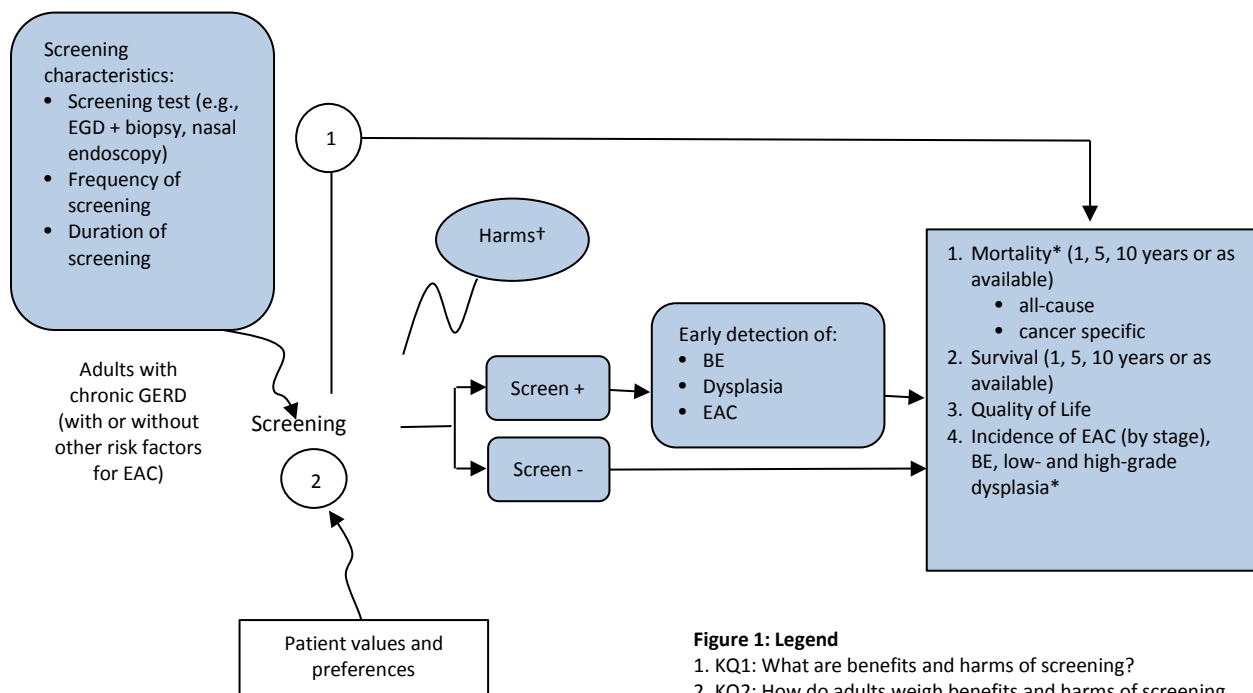 Screening
characteristics:
• Screening test (e.g.,
EGD + biopsy, nasal
endoscopy)
• Frequency of
screening
• Duration of
screening
1
Harms†
Adults with
chronic GERD
(with or without
other risk factors
for EAC)
Screening
2
Screen +
Screen -
Early detection of:
• BE
• Dysplasia
• EAC
1. Mortality* (1, 5, 10 years or as
available)
• all-cause
• cancer specific
2. Survival (1, 5, 10 years or as
available)
3. Quality of Life
4. Incidence of EAC (by stage),
BE, low- and high-grade
dysplasia*
Patient values and
preferences
Figure 1: Legend
1. KQ1: What are benefits and harms of screening?
2. KQ2: How do adults weigh benefits and harms of screening